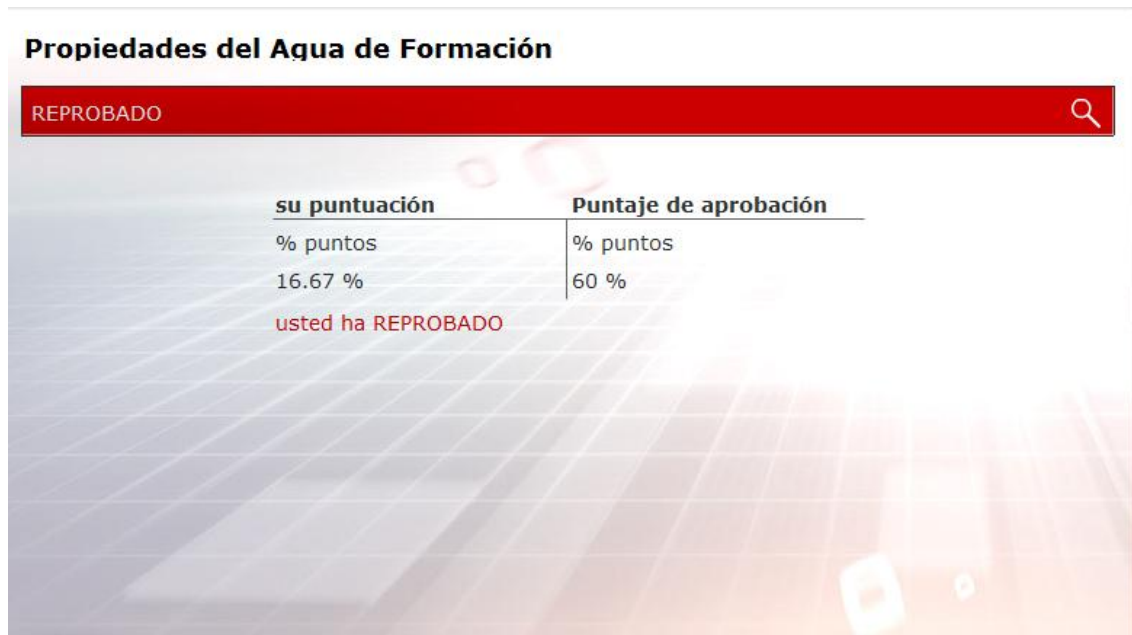 Propiedades del Agua de Formación
REPROBADO
su puntuación Puntaje de aprobación
% puntos % puntos
16.67 % 60 %
usted ha REPROBADO